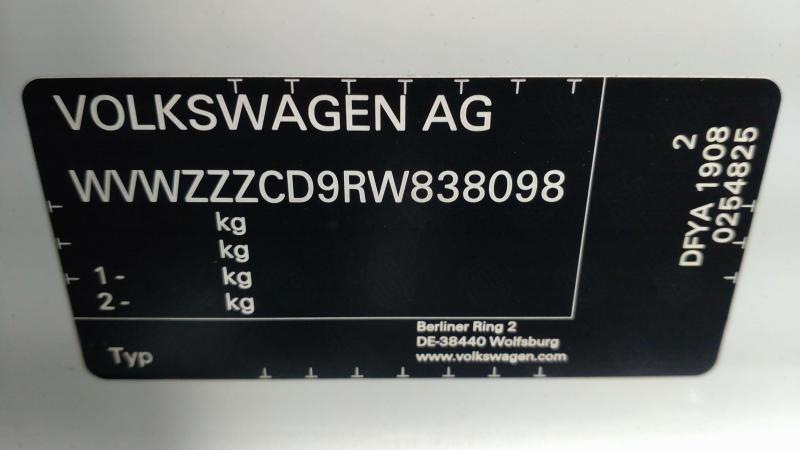 VOLKSWAGEN AG
WVWZZZCD9RW838098
kg
kg
1- kg
2- kg
Typ
Berliner Ring 2
DE-38440 Wolfsburg
www.volkswagen.com
2
DFYA 1908
0254825